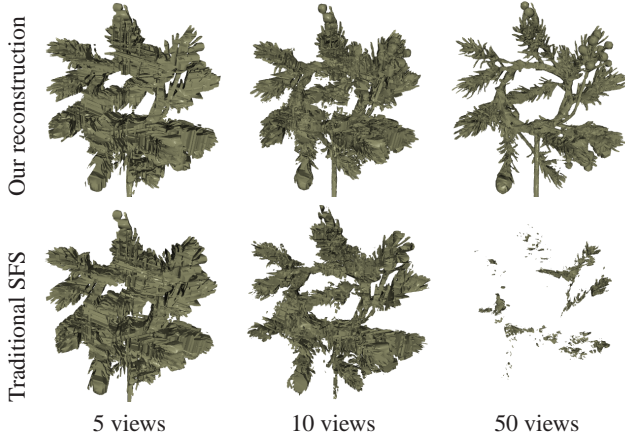 Our reconstruction
Traditional SFS
5 views
10 views
50 views